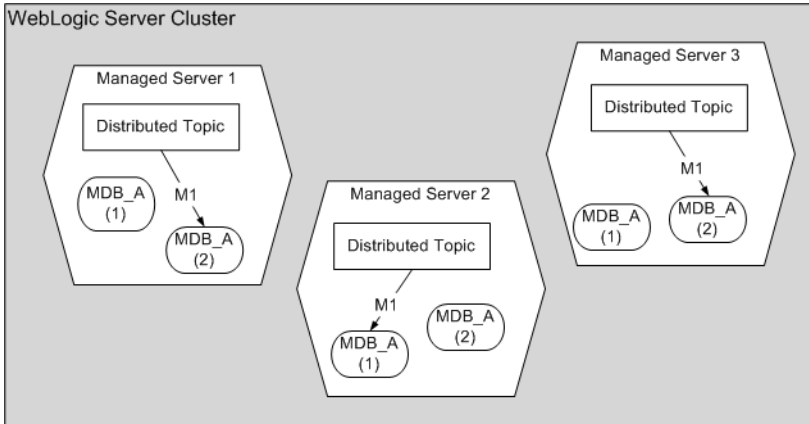 WebLogic Server Cluster
Managed Server 1
Distributed Topic
M1
MDB_A
(1)
MDB_A
(2)
Managed Server 2
Distributed Topic
M1
MDB_A
(1)
MDB_A
(2)
Managed Server 3
Distributed Topic
M1
MDB_A
(1)
MDB_A
(2)